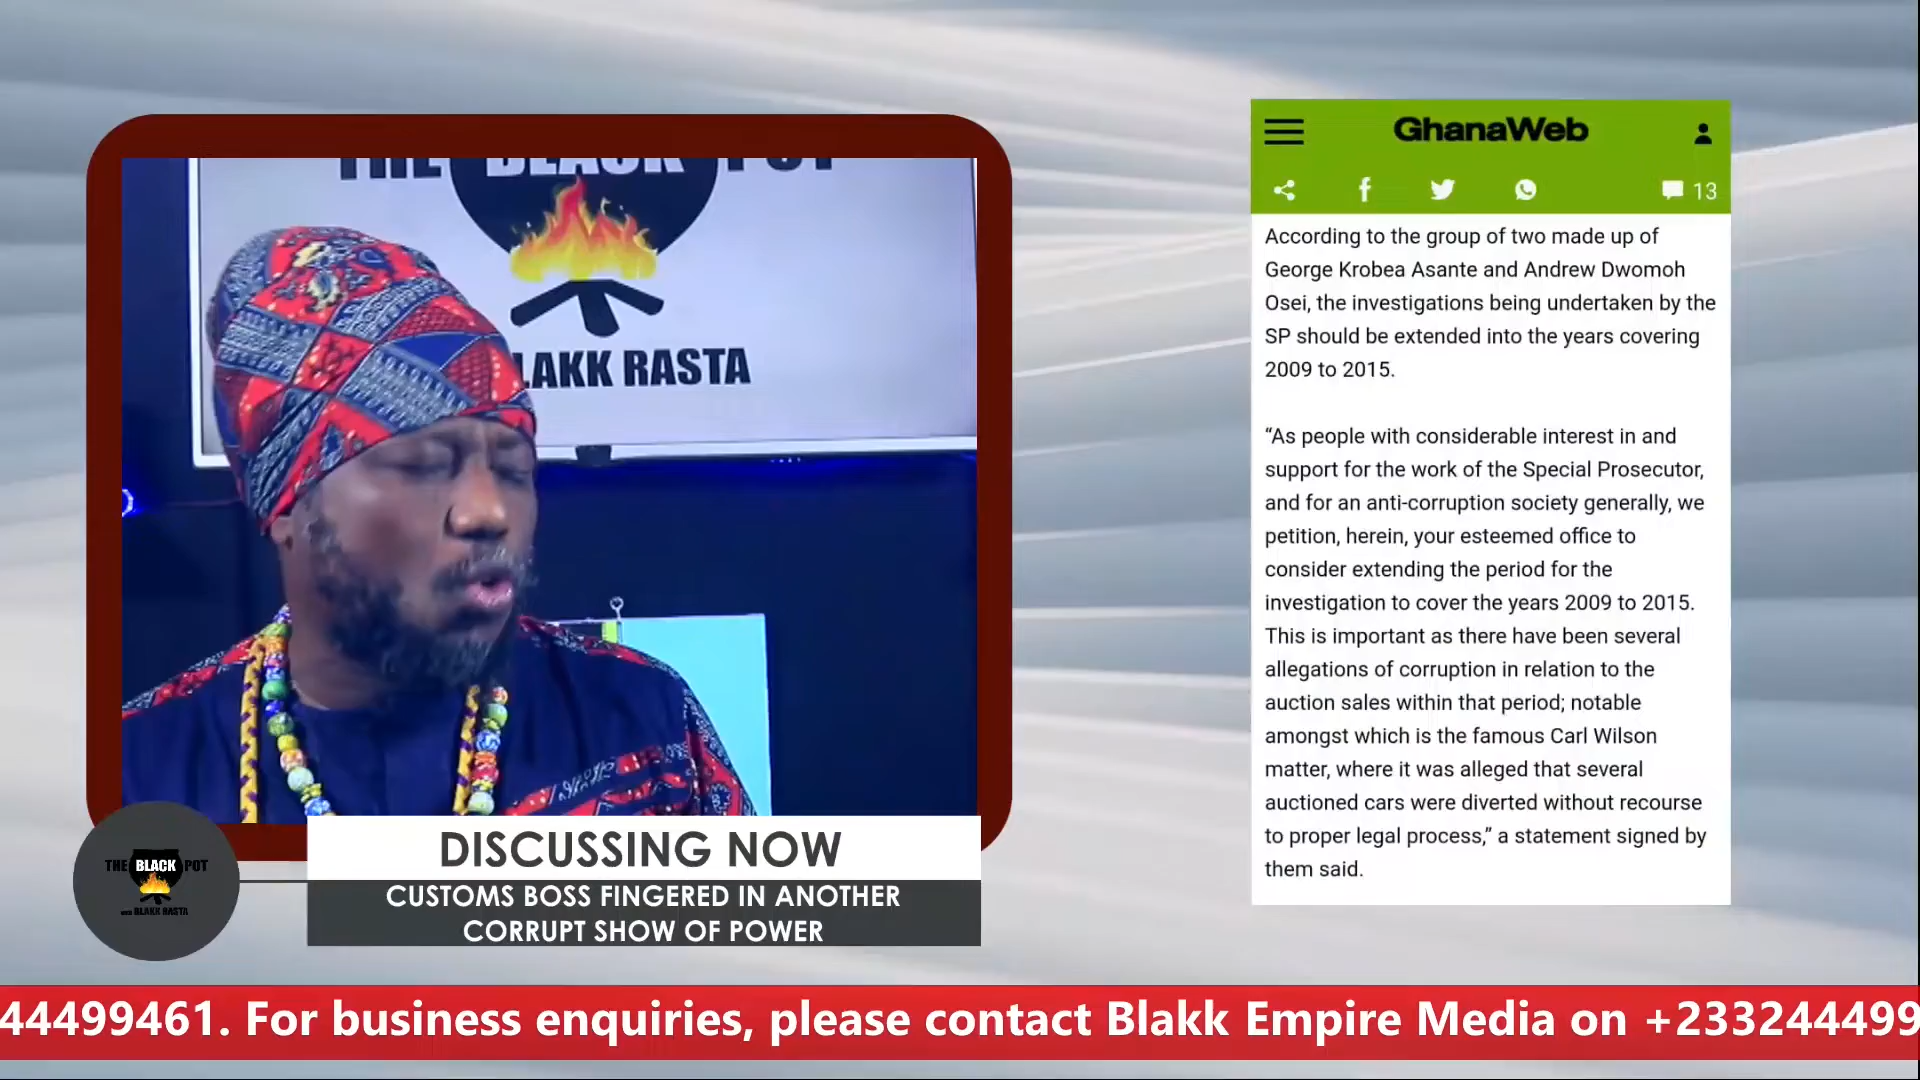 THE BLACK POT
LAKK RASTA
GhanaWeb
13
According to the group of two made up of
George Krobea Asante and Andrew Dwomoh
Osei, the investigations being undertaken by the
SP should be extended into the years covering
2009 to 2015.
“As people with considerable interest in and
support for the work of the Special Prosecutor,
and for an anti-corruption society generally, we
petition, herein, your esteemed office to
consider extending the period for the
investigation to cover the years 2009 to 2015.
This is important as there have been several
allegations of corruption in relation to the
auction sales within that period; notable
amongst which is the famous Carl Wilson
matter, where it was alleged that several
auctioned cars were diverted without recourse
to proper legal process,” a statement signed by
them said.
THE BLACK POT
BLAKK RASTA
DISCUSSING NOW
CUSTOMS BOSS FINGERED IN ANOTHER
CORRUPT SHOW OF POWER
44499461. For business enquiries, please contact Blakk Empire Media on +233244499